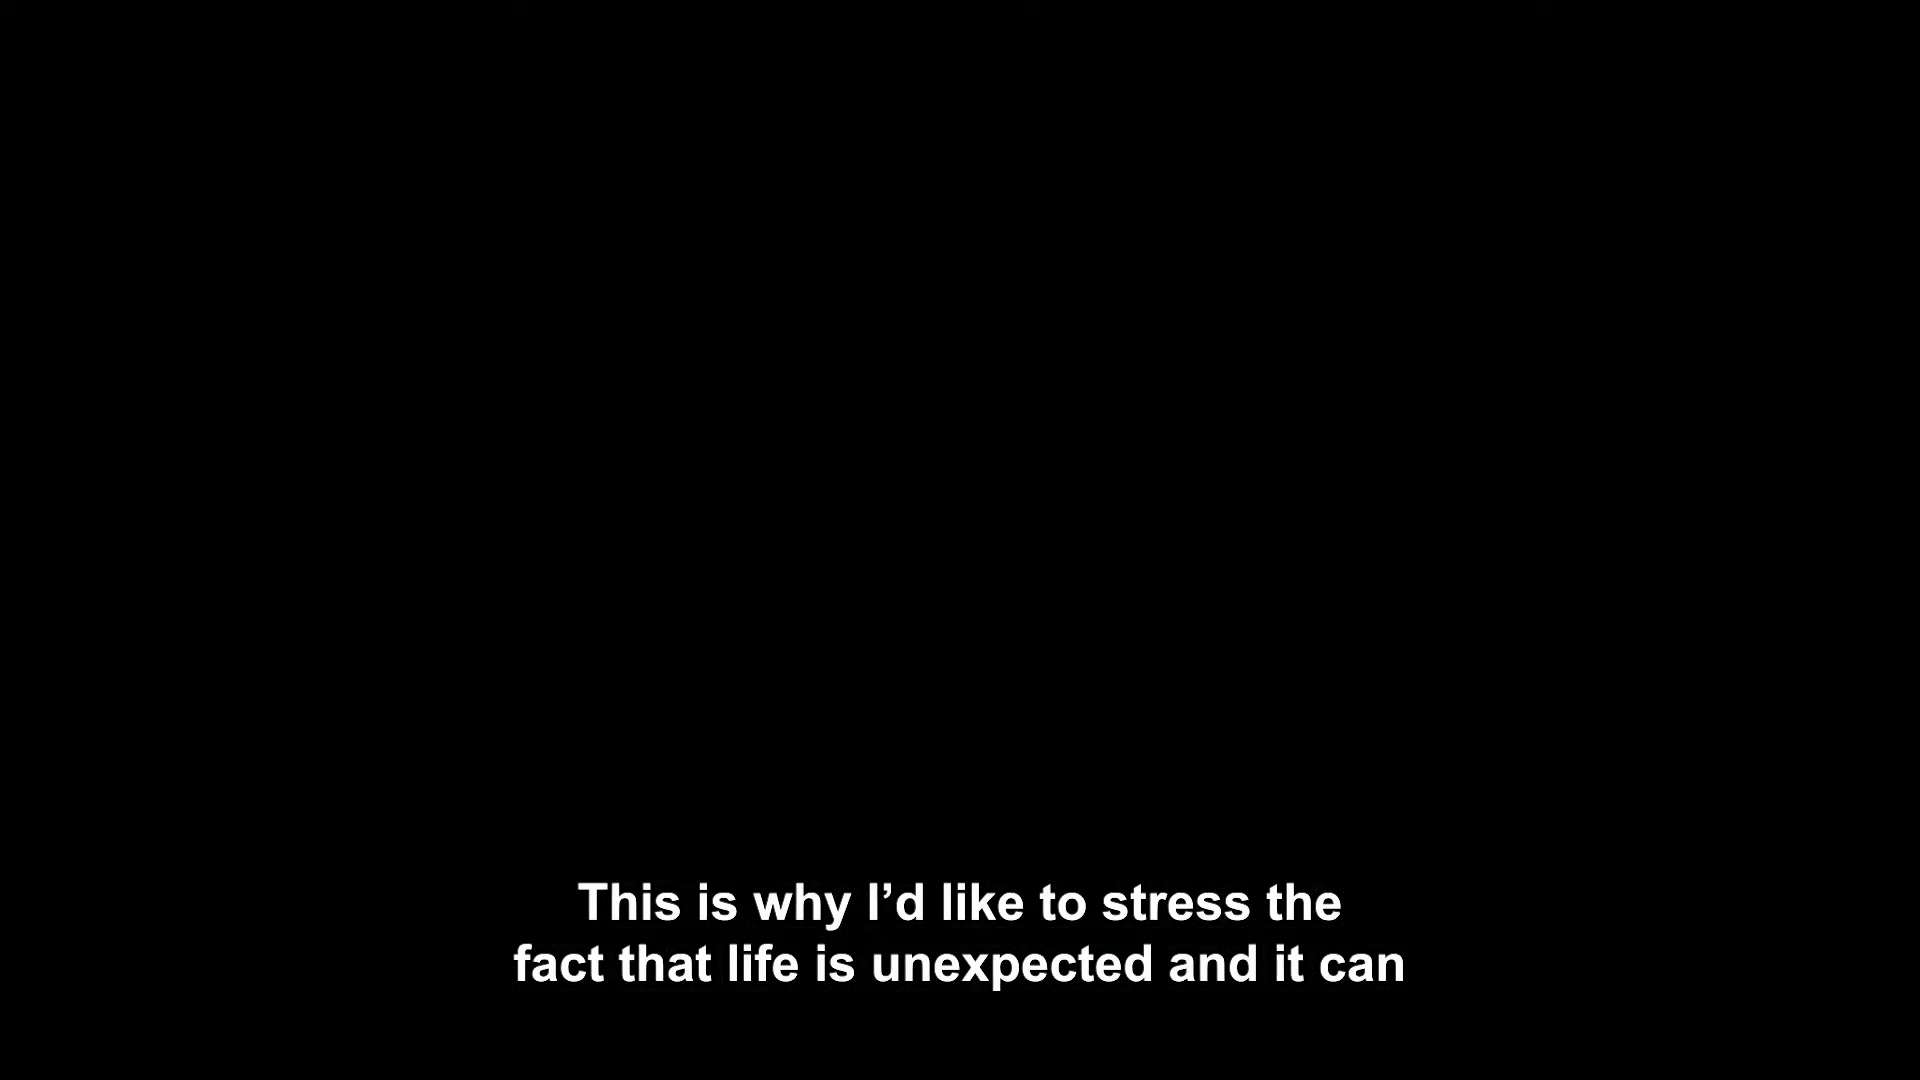 This is why I’d like to stress the
fact that life is unexpected and it can